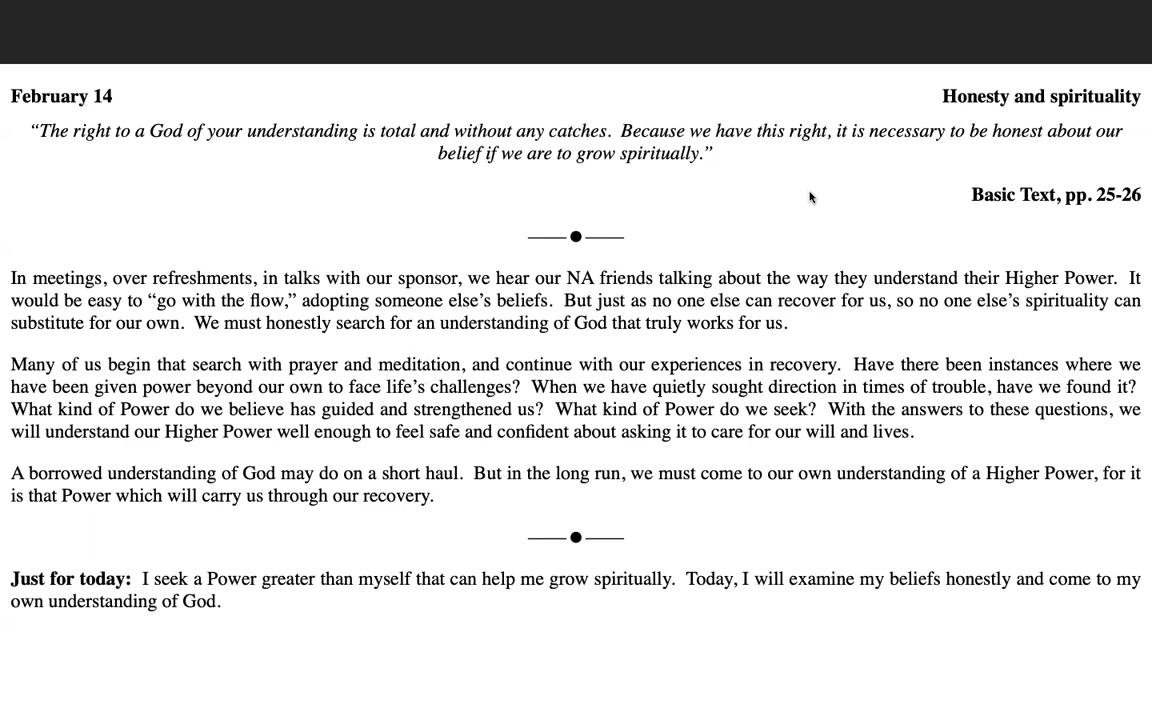 February 14 Honesty and spirituality
“The right to a God of your understanding is total and without any catches. Because we have this right, it is necessary to be honest about our
belief if we are to grow spiritually.”
Basic Text, pp. 25-26
In meetings, over refreshments, in talks with our sponsor, we hear our NA friends talking about the way they understand their Higher Power. It
would be easy to “go with the flow,” adopting someone else’s beliefs. But just as no one else can recover for us, so no one else’s spirituality can
substitute for our own. We must honestly search for an understanding of God that truly works for us.
Many of us begin that search with prayer and meditation, and continue with our experiences in recovery. Have there been instances where we
have been given power beyond our own to face life’s challenges? When we have quietly sought direction in times of trouble, have we found it?
What kind of Power do we believe has guided and strengthened us? What kind of Power do we seek? With the answers to these questions, we
will understand our Higher Power well enough to feel safe and confident about asking it to care for our will and lives.
A borrowed understanding of God may do on a short haul. But in the long run, we must come to our own understanding of a Higher Power, for it
is that Power which will carry us through our recovery.
Just for today: I seek a Power greater than myself that can help me grow spiritually. Today, I will examine my beliefs honestly and come to my
own understanding of God.